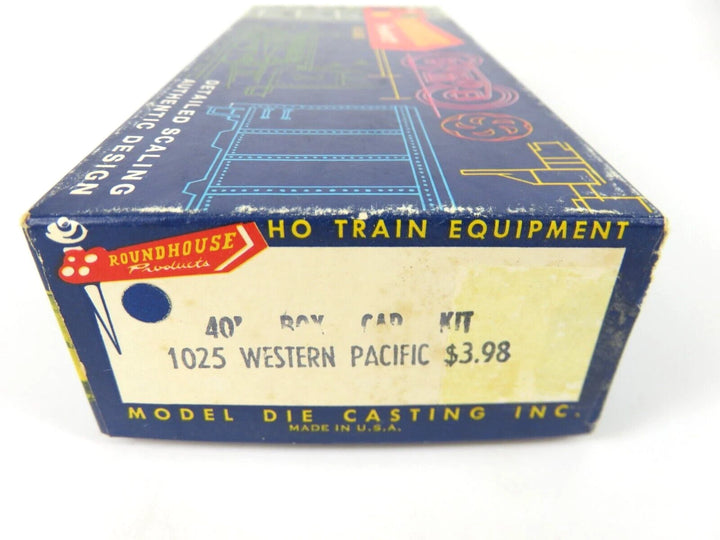 DETAILED SCALING
AUTHENTIC DESIGN
ROUNDHOUSE
Products
HO TRAIN EQUIPMENT
40' BOX CAR KIT
1025 WESTERN PACIFIC $3.98
MODEL DIE CASTING INC.
MADE IN U.S.A.